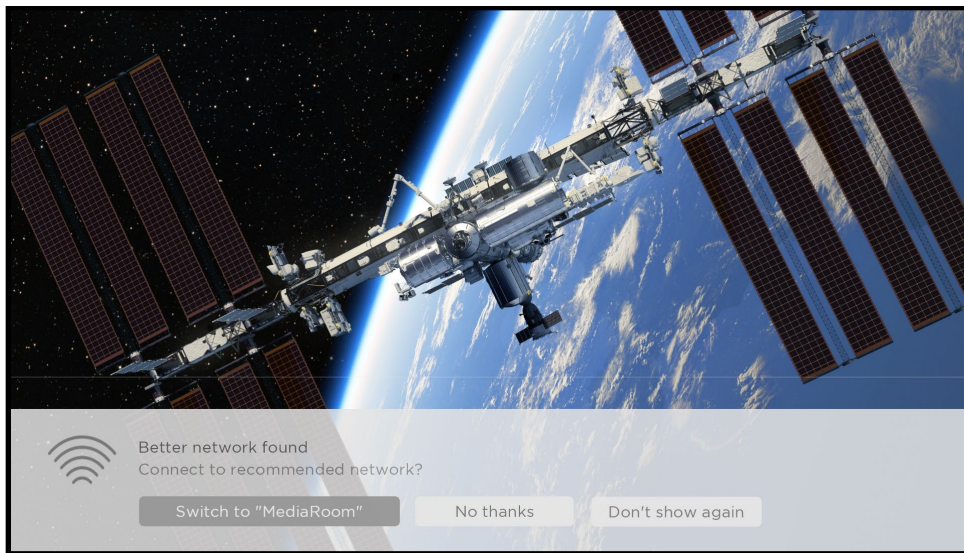 Better network found
Connect to recommended network?
Switch to "MediaRoom"
No thanks
Don't show again